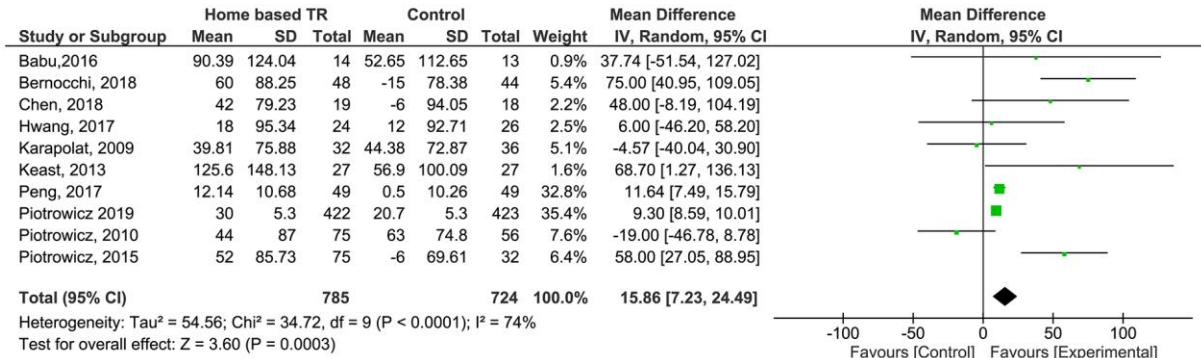 Home based TR Control Mean Difference Mean Difference
Study or Subgroup Mean SD Total Mean SD Total Weight IV, Random, 95% CI IV, Random, 95% CI
Babu,2016 90.39 124.04 14 52.65 112.65 13 0.9% 37.74 [-51.54, 127.02]
Bernocchi, 2018 60 88.25 48 -15 78.38 44 5.4% 75.00 [40.95, 109.05]
Chen, 2018 42 79.23 19 -6 94.05 18 2.2% 48.00 [-8.19, 104.19]
Hwang, 2017 18 95.34 24 12 92.71 26 2.5% 6.00 [-46.20, 58.20]
Karapolat, 2009 39.81 75.88 32 44.38 72.87 36 5.1% -4.57 [-40.04, 30.90]
Keast, 2013 125.6 148.13 27 56.9 100.09 27 1.6% 68.70 [1.27, 136.13]
Peng, 2017 12.14 10.68 49 0.5 10.26 49 32.8% 11.64 [7.49, 15.79]
Piotrowicz 2019 30 5.3 422 20.7 5.3 423 35.4% 9.30 [8.59, 10.01]
Piotrowicz, 2010 44 87 75 63 74.8 56 7.6% -19.00 [-46.78, 8.78]
Piotrowicz, 2015 52 85.73 75 -6 69.61 32 6.4% 58.00 [27.05, 88.95]
Total (95% CI) 785 724 100.0% 15.86 [7.23, 24.49]
Heterogeneity: Tau² = 54.56; Chi² = 34.72, df = 9 (P < 0.0001); I² = 74%
Test for overall effect: Z = 3.60 (P = 0.0003)
-100 -50 0 50 100
Favours [Control] Favours [Experimental]